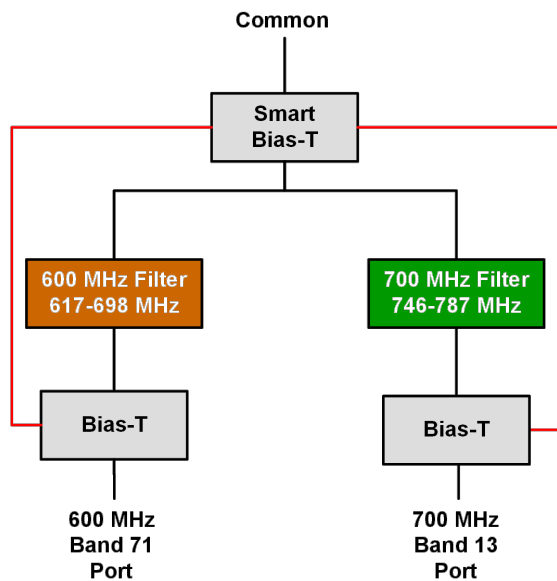 Common
Smart
Bias-T
600 MHz Filter
617-698 MHz
700 MHz Filter
746-787 MHz
Bias-T
Bias-T
600 MHz
Band 71
Port
700 MHz
Band 13
Port